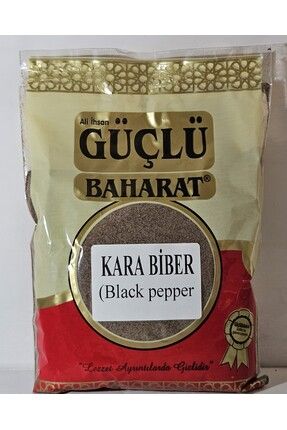 Ali İhsan
GÜÇLÜ
BAHARAT®
KARA BİBER
(Black pepper
"Lezzet Ayrıntılarda Gizlidir"